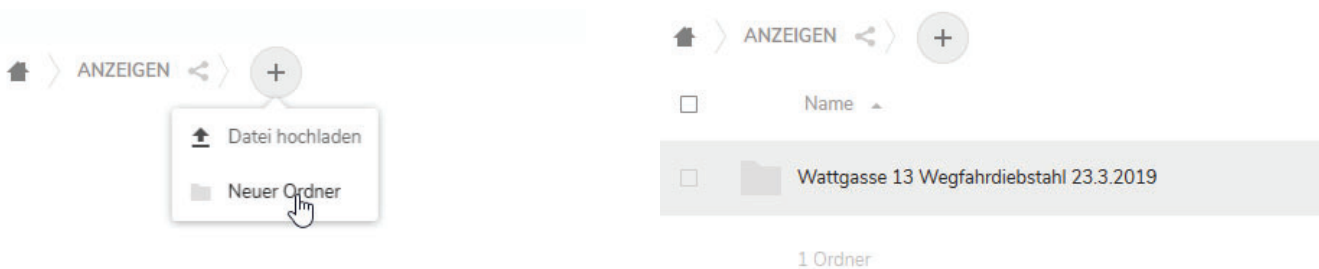 ANZEIGEN
Datei hochladen
Neuer Ordner
ANZEIGEN
Name
Wattgasse 13 Wegfahrdiebstahl 23.3.2019
1 Ordner